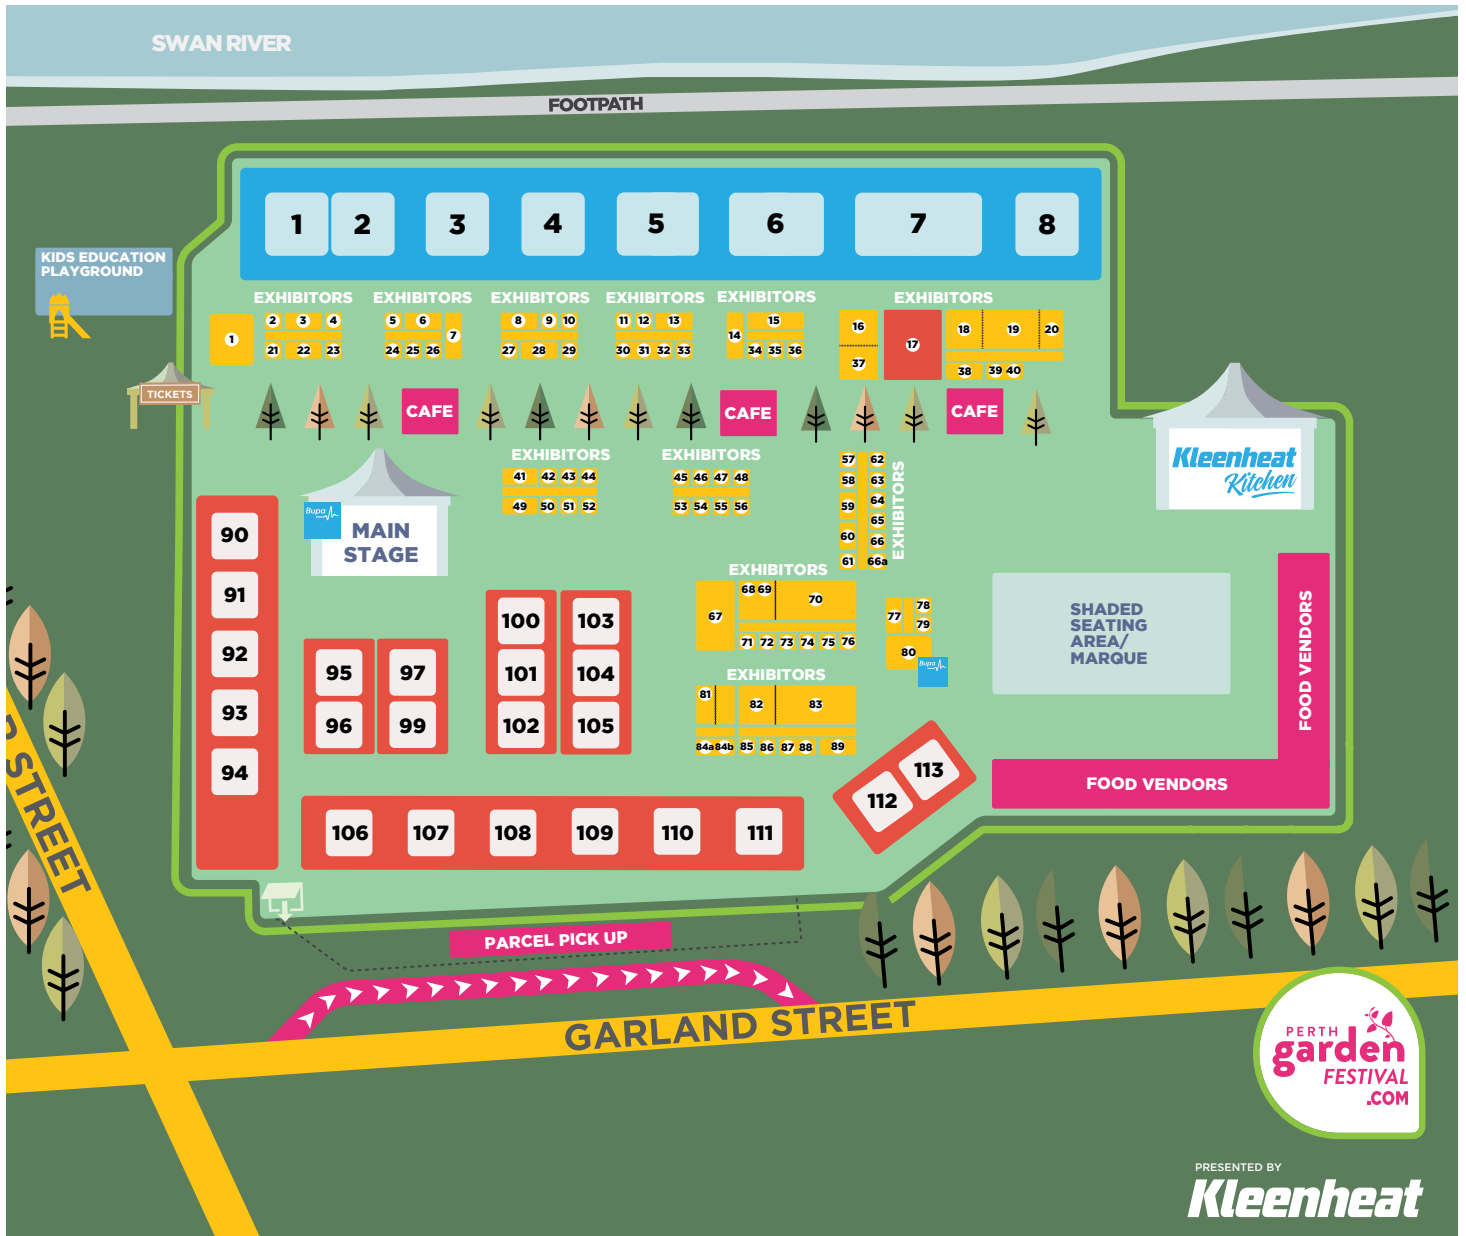 SWAN RIVER
FOOTPATH
1 2 3 4 5 6 7 8
KIDS EDUCATION
PLAYGROUND
EXHIBITORS EXHIBITORS EXHIBITORS EXHIBITORS EXHIBITORS EXHIBITORS
1
2 3 4
21 22 23
5 6 7
24 25 26
8 9 10
27 28 29
11 12 13
30 31 32 33
14 15
34 35 36
16
37
17
18 19 20
38 39 40
TICKETS
CAFE
CAFE
CAFE
Kleenheat
Kitchen
EXHIBITORS
41 42 43 44
49 50 51 52
EXHIBITORS
45 46 47 48
53 54 55 56
57 62
58 63
59 64
65
60 66
61 66a
EXHIBITORS
Bupa
MAIN
STAGE
90
91
92
93
94
95 97
96 99
100 103
101 104
102 105
EXHIBITORS
67
68 69 70
71 72 73 74 75 76
77 78
79
80
Bupa
EXHIBITORS
81 82 83
84a 84b 85 86 87 88 89
SHADED
SEATING
AREA/
MARQUE
FOOD VENDORS
FOOD VENDORS
112 113
106 107 108 109 110 111
PARCEL PICK UP
STREET
GARLAND STREET
PERTH
garden
FESTIVAL
.COM
PRESENTED BY
Kleenheat